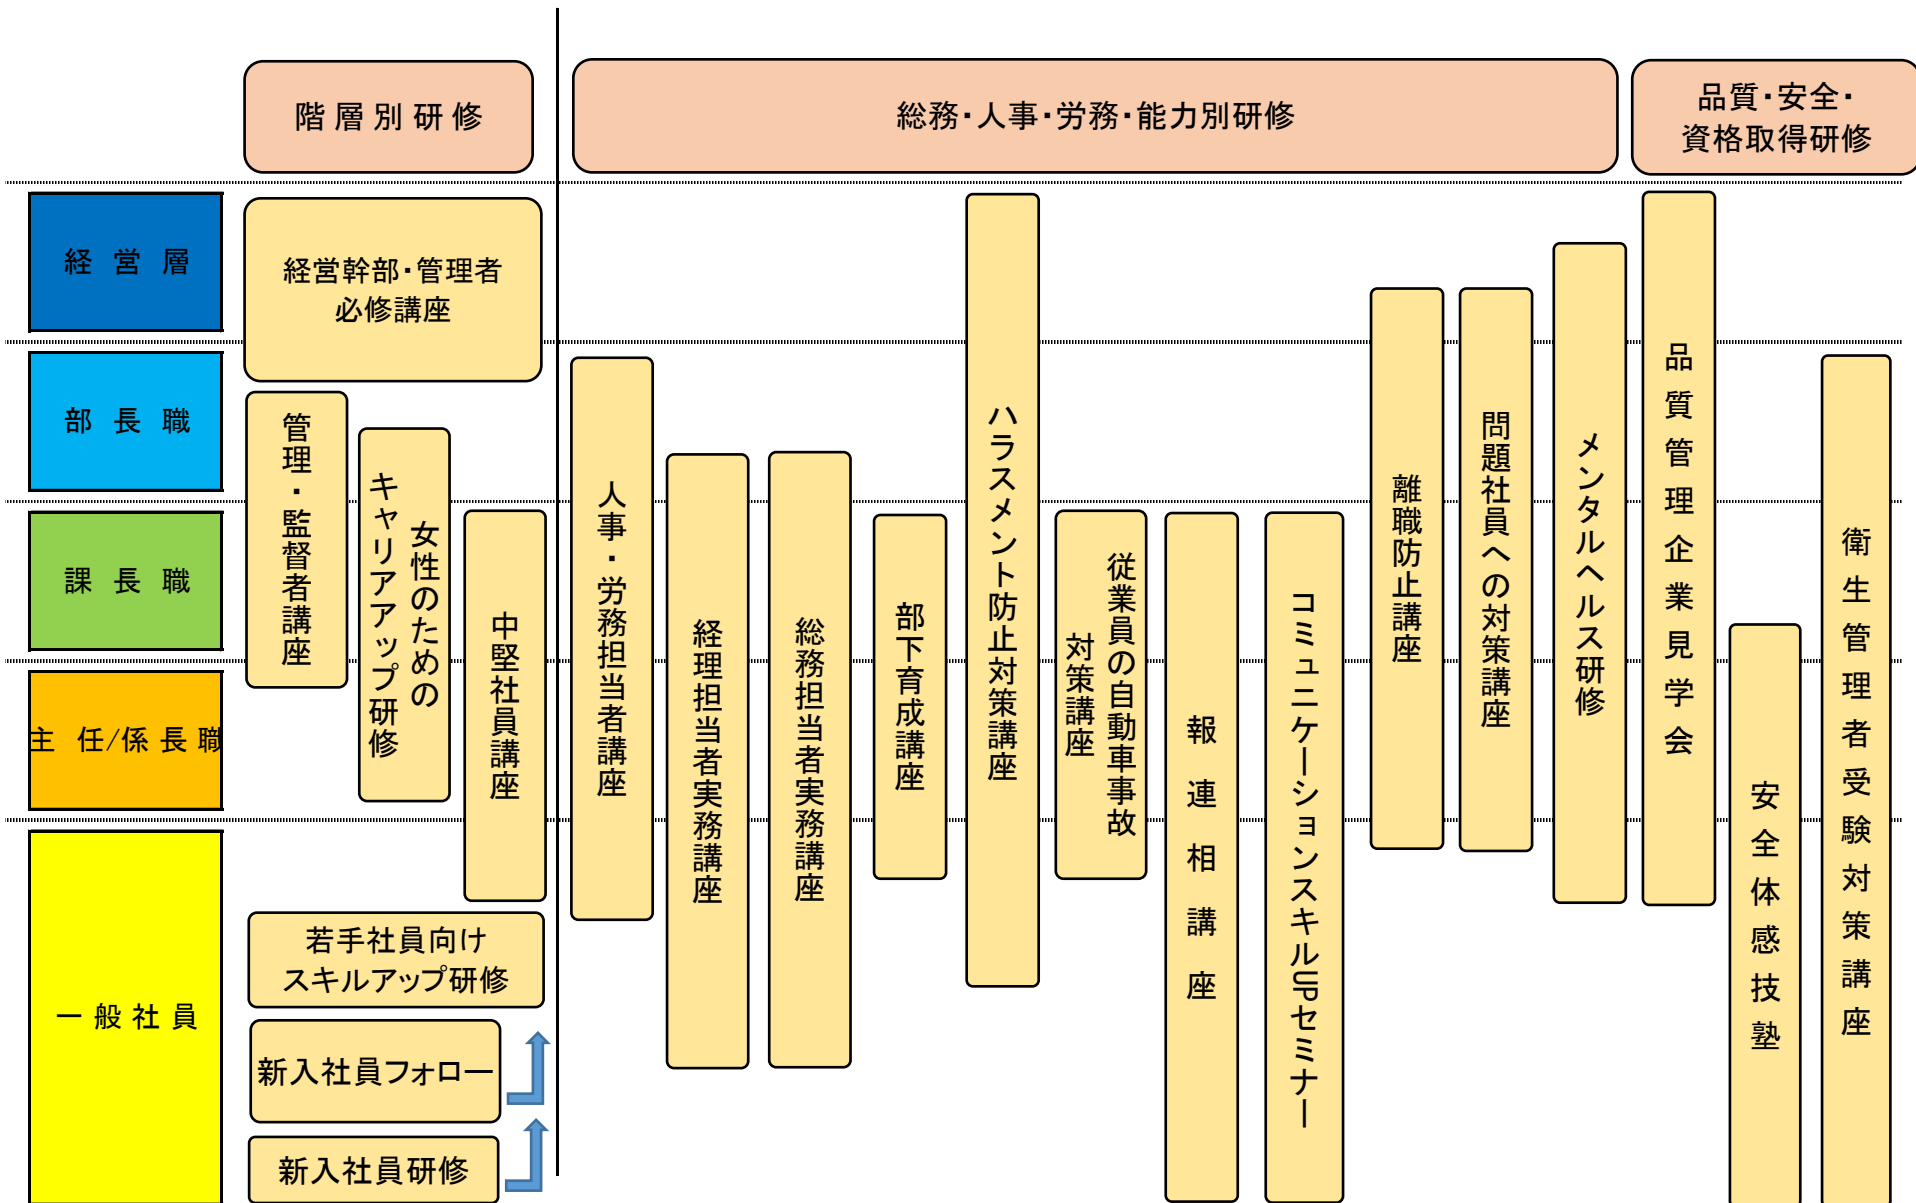 階層別研修
総務・人事・労務・能力別研修
品質・安全・
資格取得研修
経営層
部長職
課長職
主任/係長職
一般社員
経営幹部・管理者
必修講座
管理・監督者講座
女性のための
キャリアアップ研修
中堅社員講座
若手社員向け
スキルアップ研修
新入社員フォロー
新入社員研修
人事・労務担当者講座
経理担当者実務講座
総務担当者実務講座
部下育成講座
ハラスメント防止対策講座
従業員の自動車事故
対策講座
報連相講座
コミュニケーションスキルUPセミナー
離職防止講座
問題社員への対策講座
メンタルヘルス研修
品質管理企業見学会
安全体感技塾
衛生管理者受験対策講座